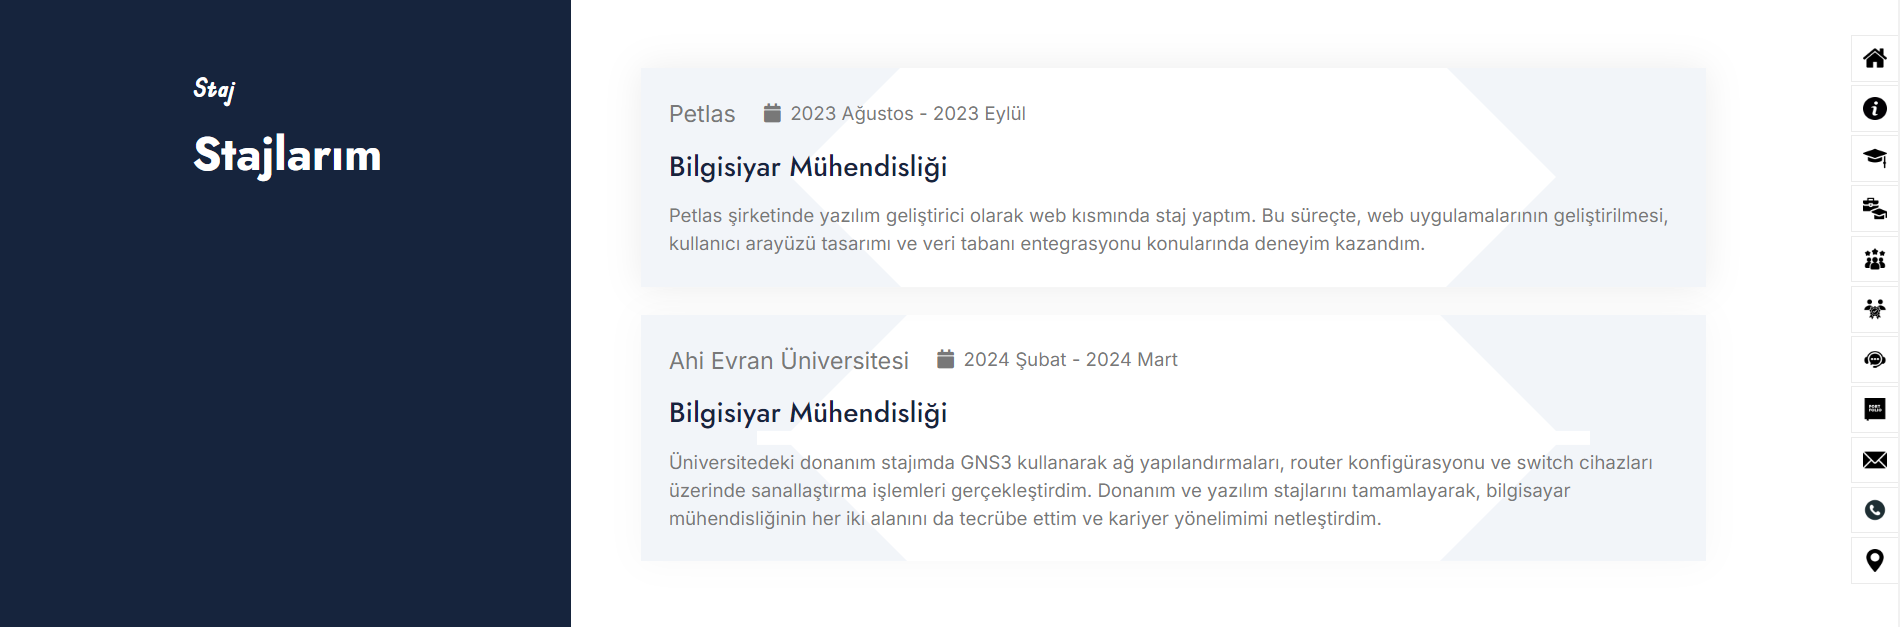 Staj
Stajlarım
Petlas 2023 Ağustos - 2023 Eylül
Bilgisiyar Mühendisliği
Petlas şirketinde yazılım geliştirici olarak web kısmında staj yaptım. Bu süreçte, web uygulamalarının geliştirilmesi,
kullanıcı arayüzü tasarımı ve veri tabanı entegrasyonu konularında deneyim kazandım.
Ahi Evran Üniversitesi 2024 Şubat - 2024 Mart
Bilgisiyar Mühendisliği
Üniversitedeki donanım stajımda GNS3 kullanarak ağ yapılandırmaları, router konfigürasyonu ve switch cihazları
üzerinde sanallaştırma işlemleri gerçekleştirdim. Donanım ve yazılım stajlarını tamamlayarak, bilgisayar
mühendisliğinin her iki alanını da tecrübe ettim ve kariyer yönelimimi netleştirdim.
PORT
FOLIO